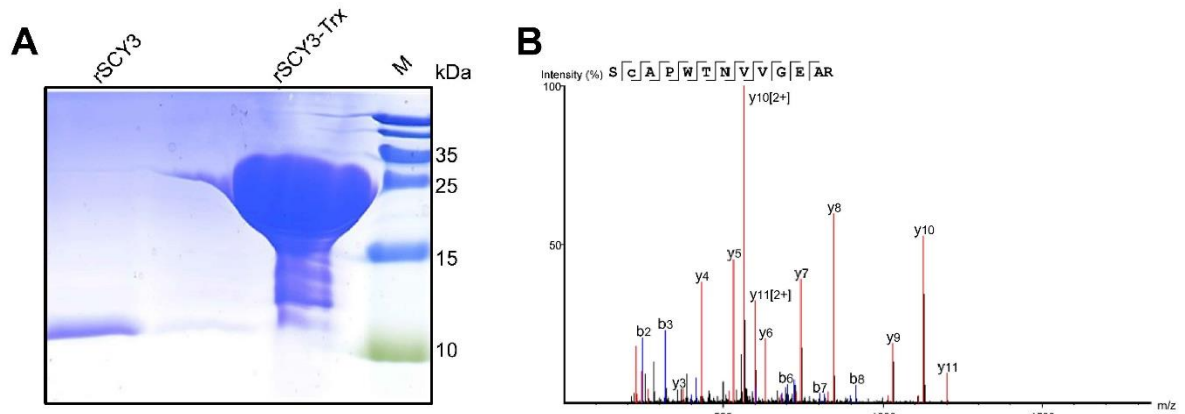 A
rSCY3
rSCY3-Trx
M
kDa
35
25
15
10
B
Intensity (%)
S c A P W T N V V G E A R
100
y10[2+]
y8
y10
50
y5
y4
y7
y11[2+]
b3
b2
y6
y9
y3
b6
b7
b8
y11
m/z